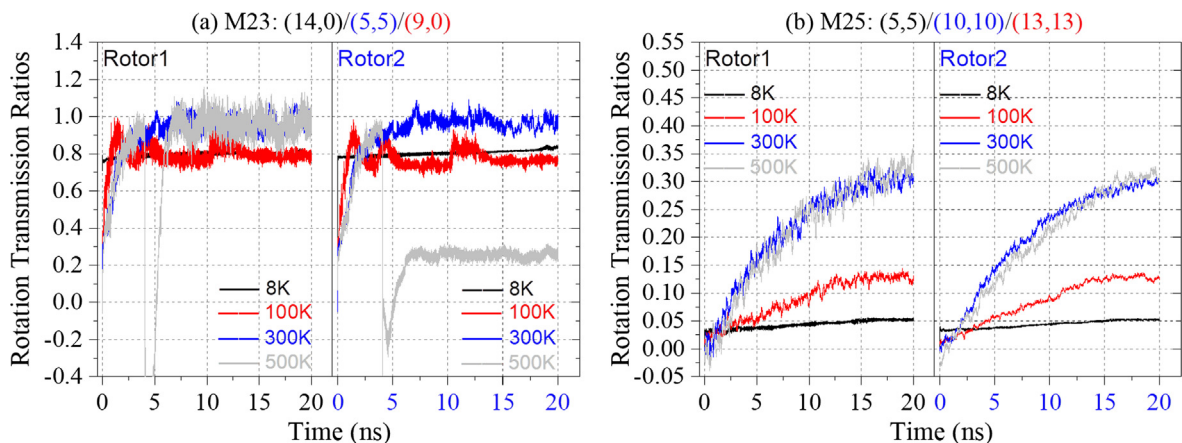 (a) M23: (14,0)/(5,5)/(9,0)
Rotation Transmission Ratios
1.4
1.2
1.0
0.8
0.6
0.4
0.2
0.0
-0.2
-0.4
Rotor1
8K
100K
300K
500K
Rotor2
8K
100K
300K
500K
0 5 10 15 20
0 5 10 15 20
Time (ns)
(b) M25: (5,5)/(10,10)/(13,13)
Rotation Transmission Ratios
0.55
0.50
0.45
0.40
0.35
0.30
0.25
0.20
0.15
0.10
0.05
0.00
-0.05
Rotor1
8K
100K
300K
500K
Rotor2
8K
100K
300K
500K
0 5 10 15 20
0 5 10 15 20
Time (ns)